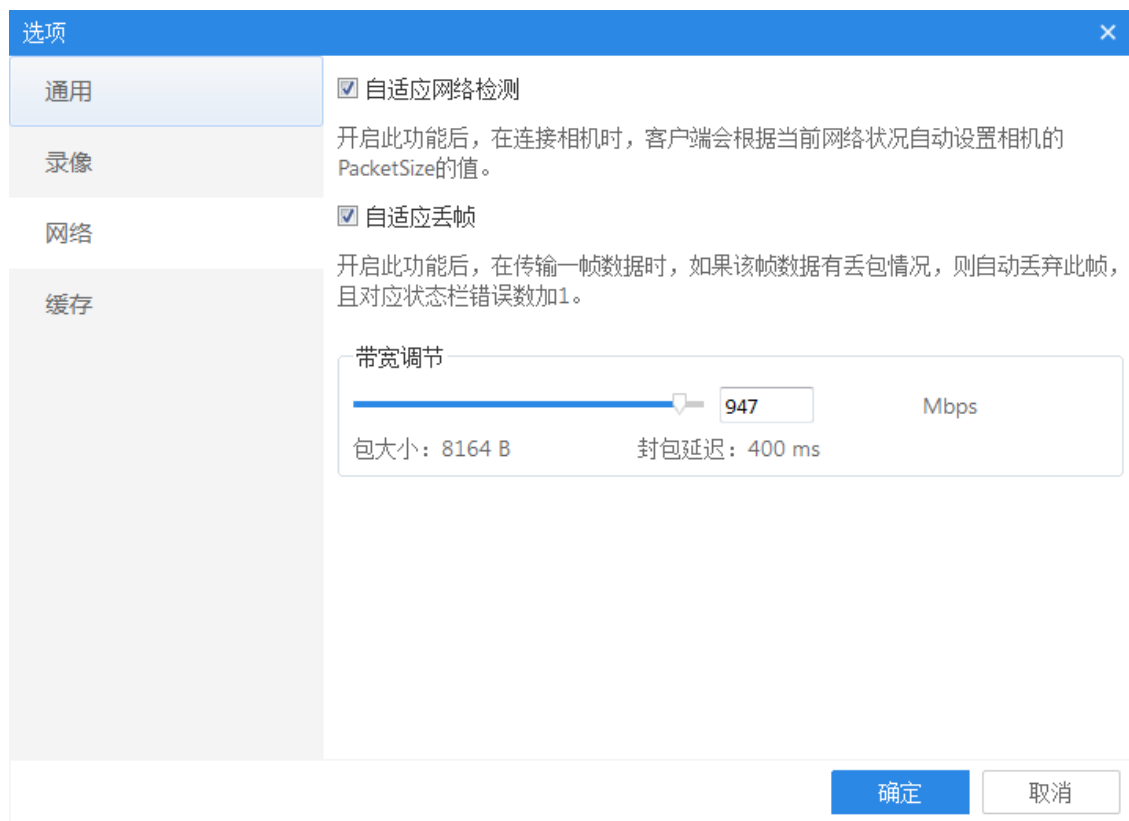 选项
通用
录像
网络
缓存
自适应网络检测
开启此功能后，在连接相机时，客户端会根据当前网络状况自动设置相机的
PacketSize的值。
自适应丢帧
开启此功能后，在传输一帧数据时，如果该帧数据有丢包情况，则自动丢弃此帧，
且对应状态栏错误数加1。
带宽调节
947 Mbps
包大小：8164 B 封包延迟：400 ms
确定 取消